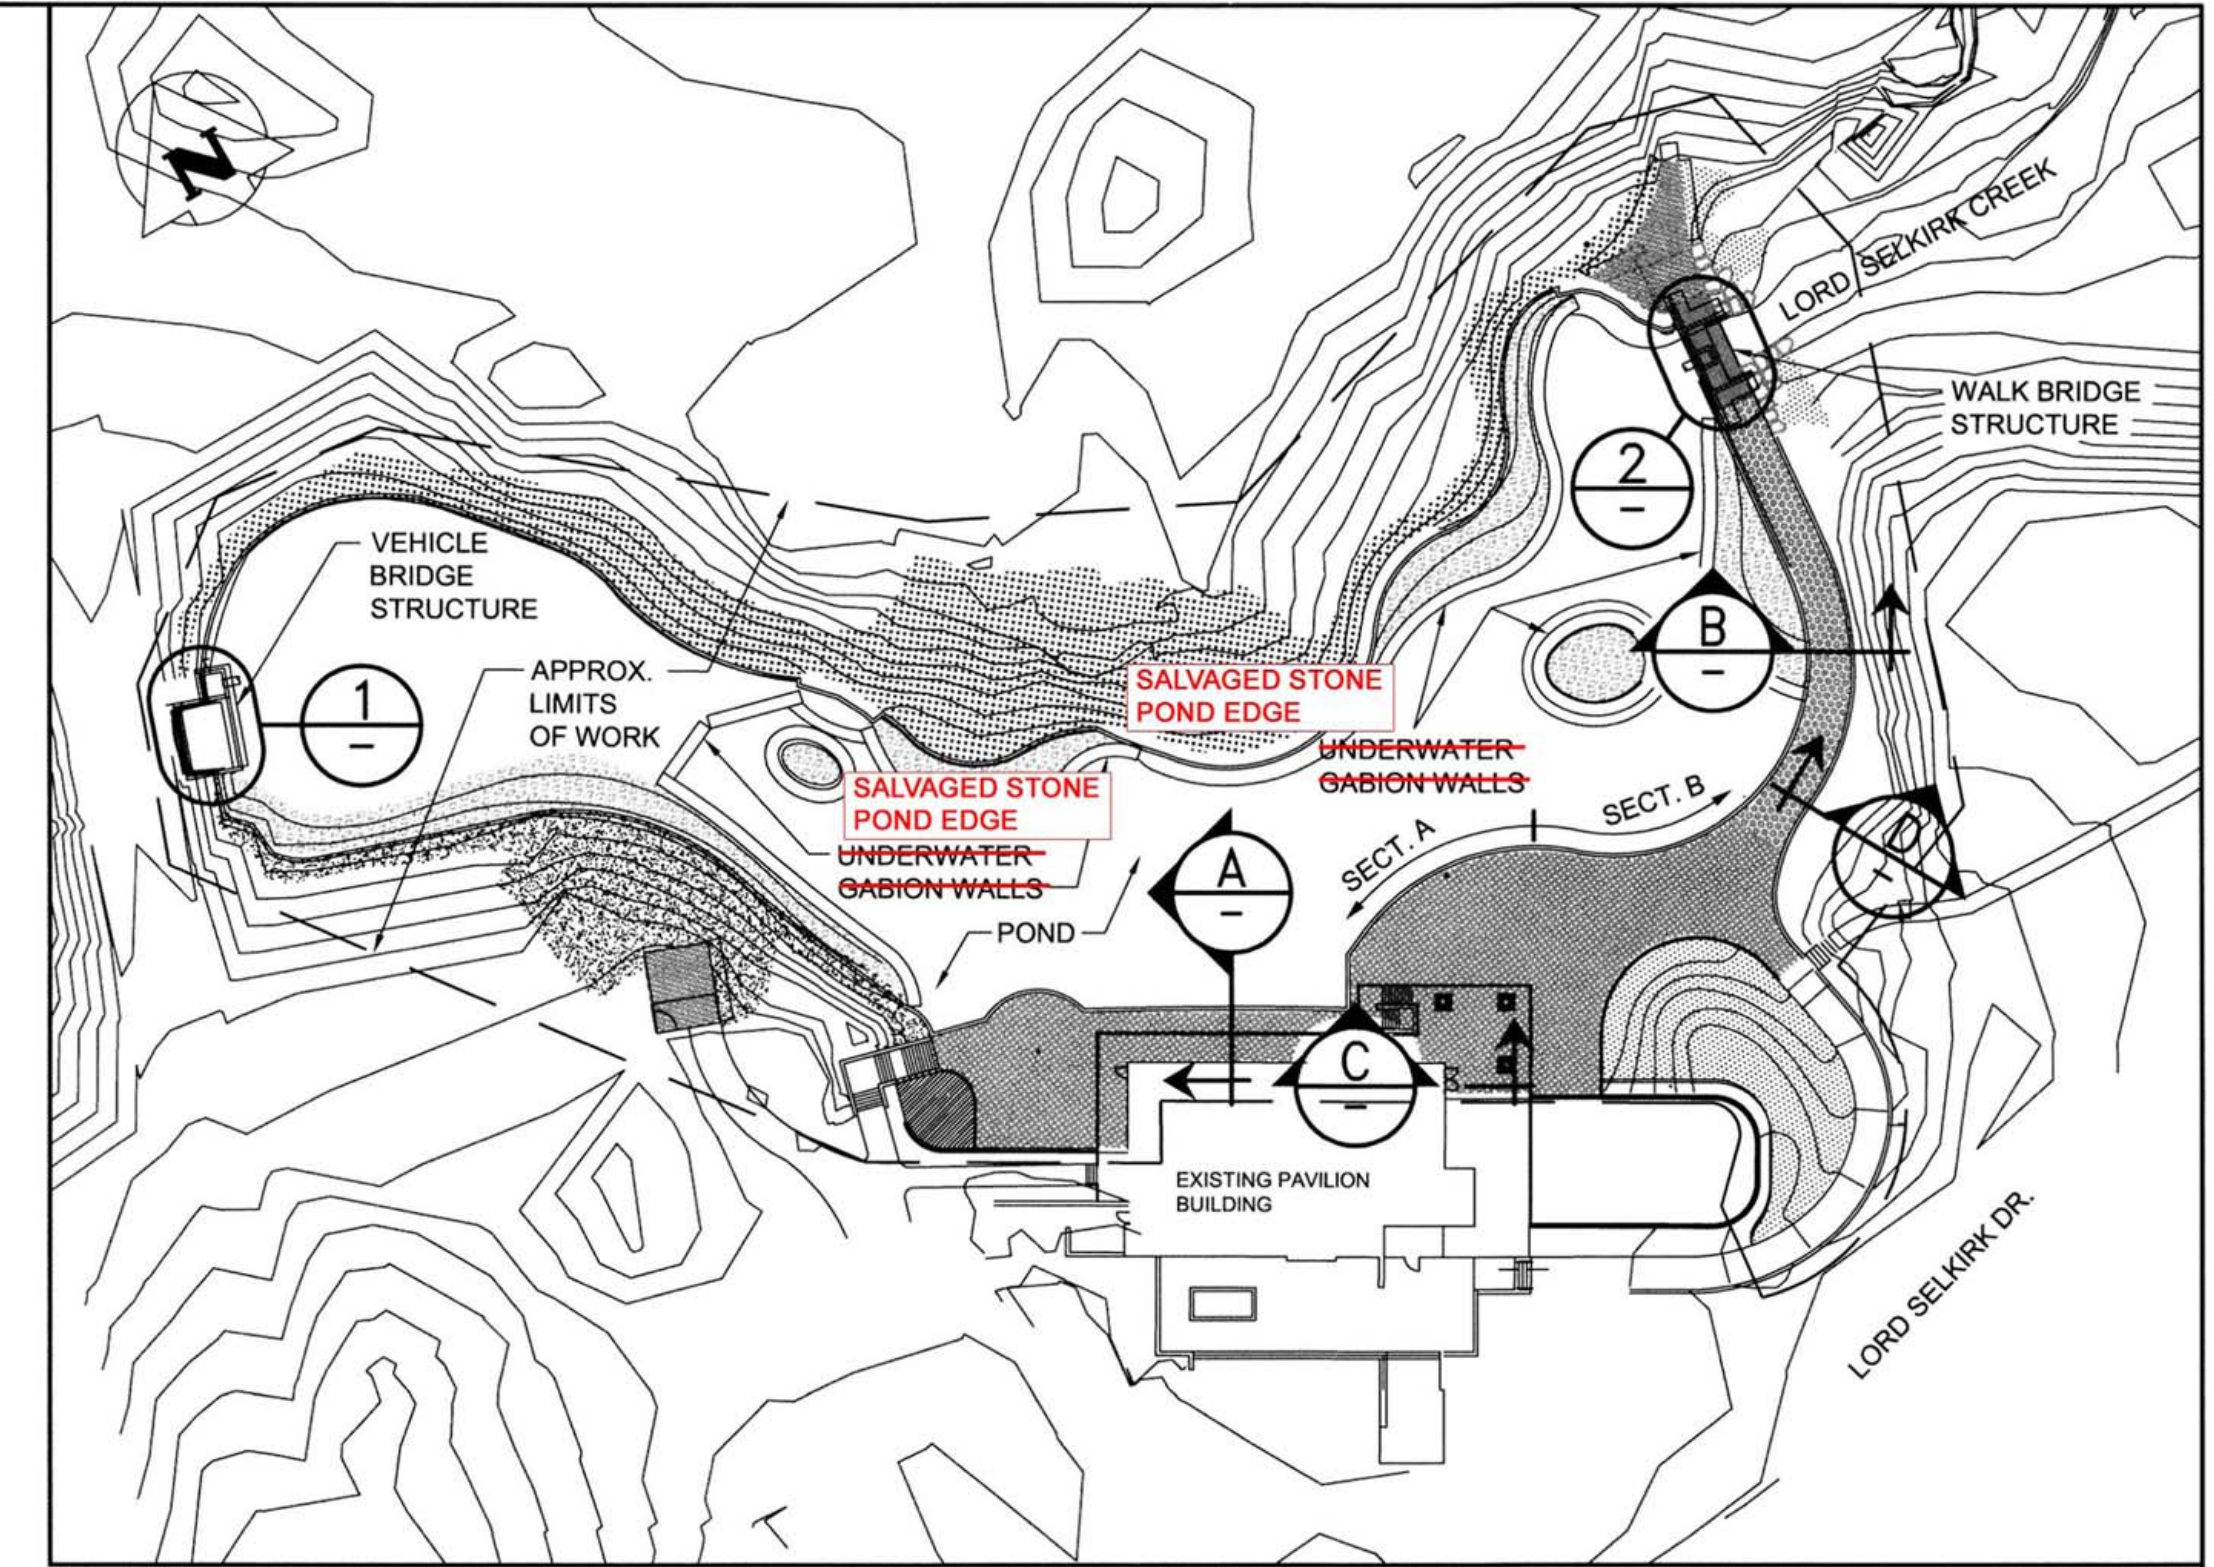 N
LORD SELKIRK CREEK
WALK BRIDGE
STRUCTURE
2
-
VEHICLE
BRIDGE
STRUCTURE
B
-
APPROX.
LIMITS
OF WORK
1
-
SALVAGED STONE
POND EDGE
UNDERWATER
GABION WALLS
SALVAGED STONE
POND EDGE
UNDERWATER
GABION WALLS
SECT. B
SECT. A
D
-
A
-
POND
C
-
EXISTING PAVILION
BUILDING
LORD SELKIRK DR.